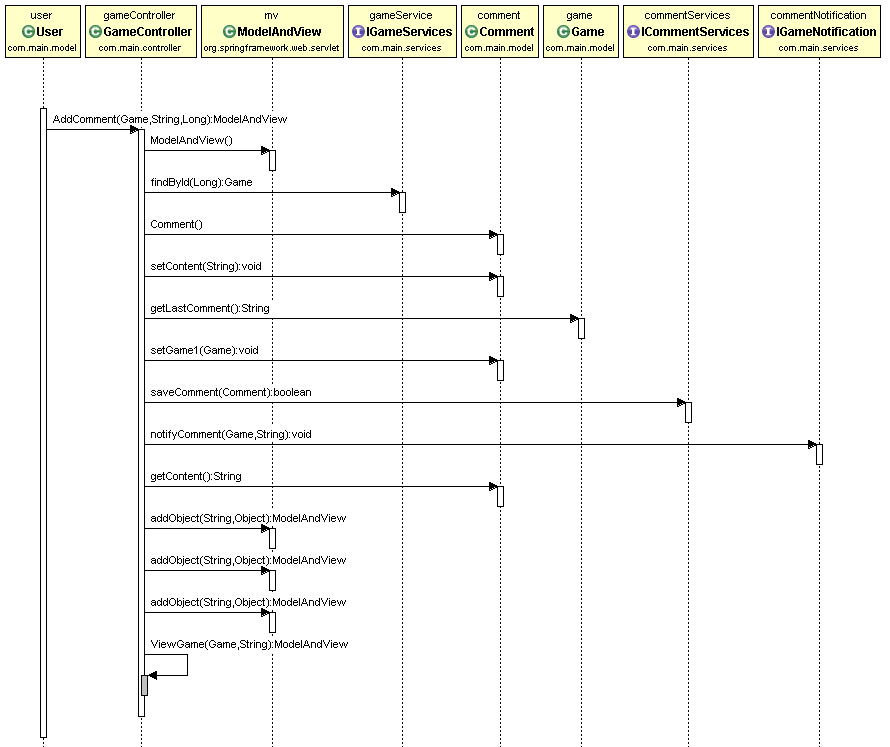 user gameController mv gameService comment game commentServices commentNotification
C User C GameController C ModelAndView I IGameServices C Comment C Game I ICommentServices I IGameNotification
com.main.model com.main.controller org.springframework.web.servlet com.main.services com.main.model com.main.model com.main.services com.main.services
AddComment(Game,String,Long):ModelAndView
ModelAndView()
findById(Long):Game
Comment()
setContent(String):void
getLastComment():String
setGame1(Game):void
saveComment(Comment):boolean
notifyComment(Game,String):void
getContent():String
addObject(String,Object):ModelAndView
addObject(String,Object):ModelAndView
addObject(String,Object):ModelAndView
ViewGame(Game,String):ModelAndView